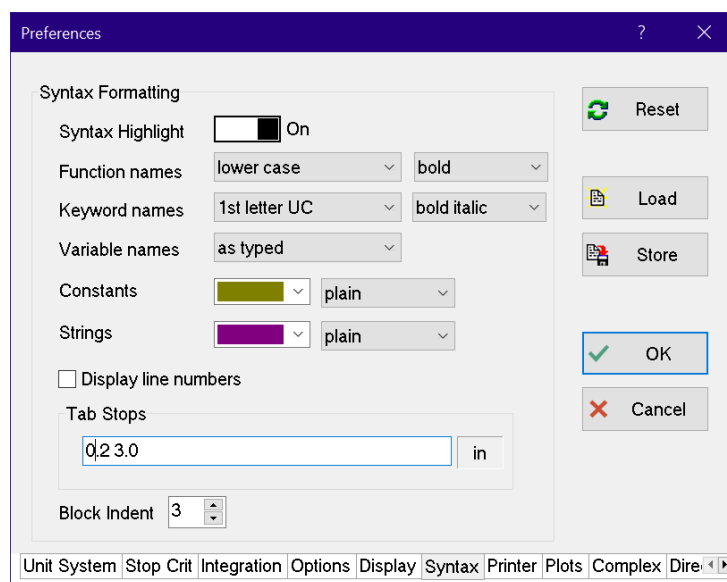 Preferences ?
Syntax Formatting
Syntax Highlight On
Function names lower case bold
Keyword names 1st letter UC bold italic
Variable names as typed
Constants plain
Strings plain
Display line numbers
Tab Stops
0.2 3.0 in
Block Indent 3
Reset
Load
Store
OK
Cancel
Unit System Stop Crit Integration Options Display Syntax Printer Plots Complex Dire